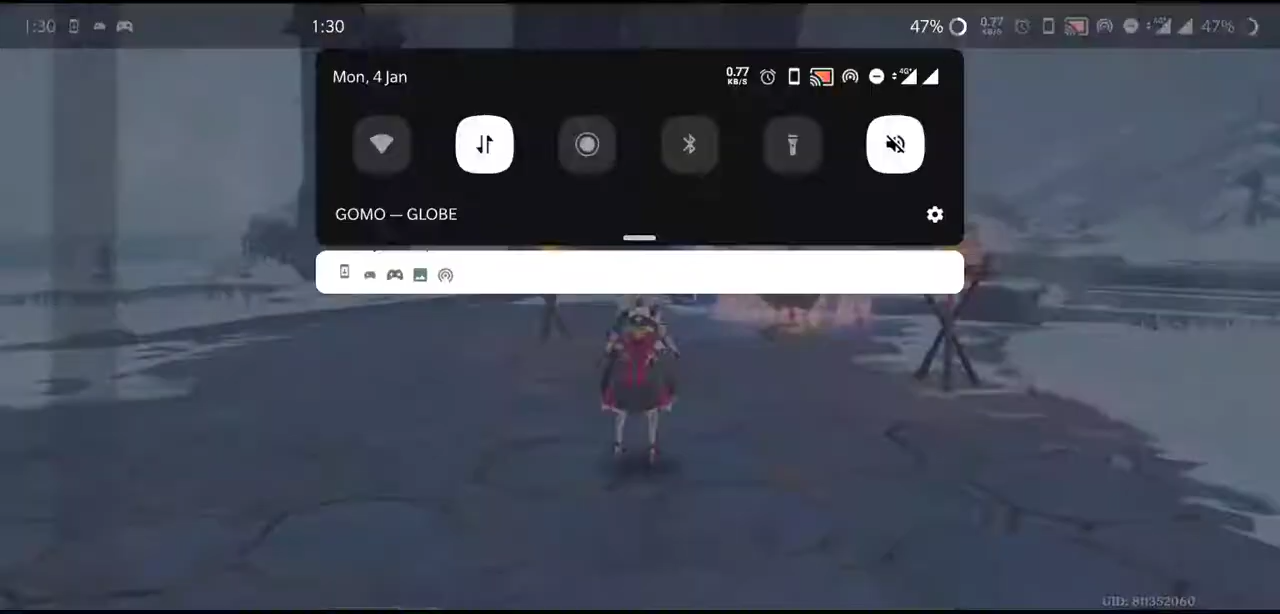 1:30
1:30
47%
0.77
KB/S
4G+
47%
Mon, 4 Jan
0.77
KB/S
4G+
GOMO — GLOBE
UID: 811352060